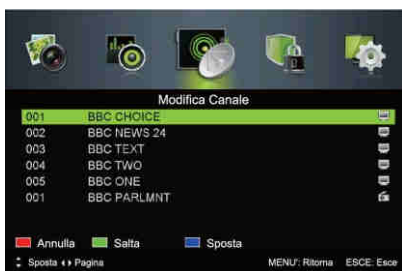 Modifica Canale
001 BBC CHOICE
002 BBC NEWS 24
003 BBC TEXT
004 BBC TWO
005 BBC ONE
001 BBC PARLMNT
Annulla Salta Sposta
Sposta Pagina MENU': Ritorna ESCE: Esce